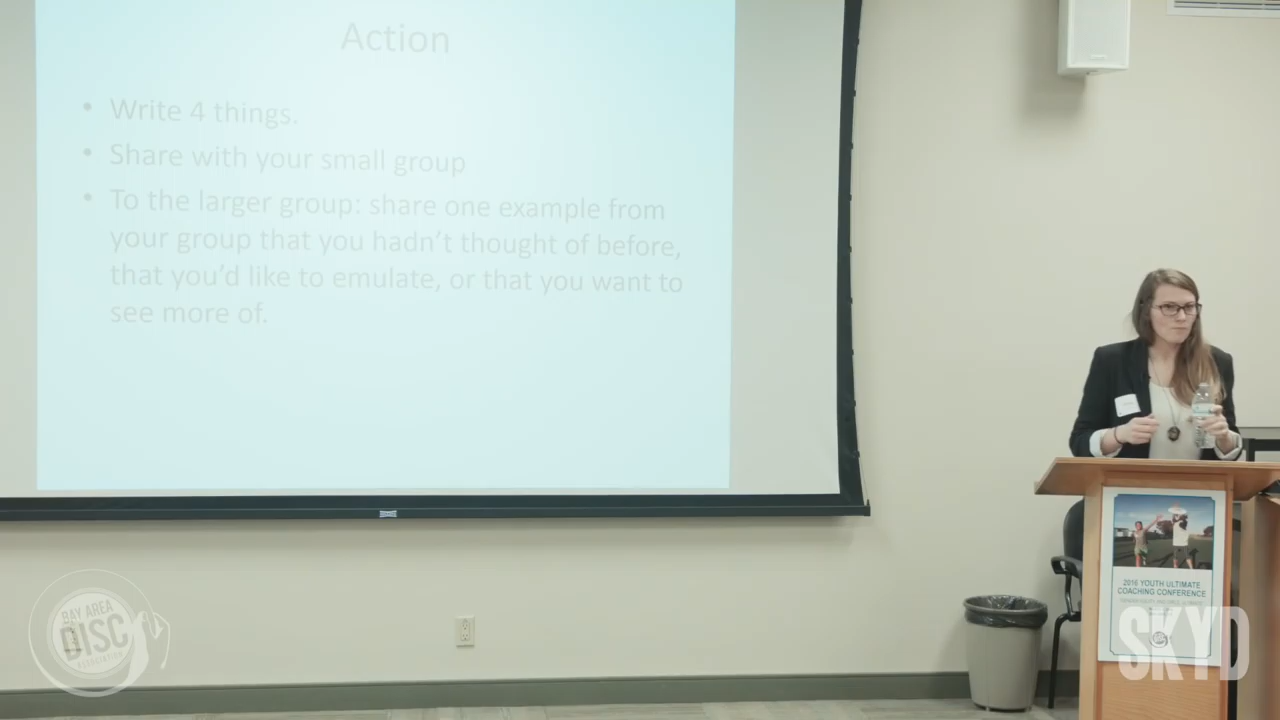 Action
• Write 4 things.
• Share with your small group
• To the larger group: share one example from
your group that you hadn't thought of before,
that you'd like to emulate, or that you want to
see more of.
2016 YOUTH ULTIMATE
COACHING CONFERENCE
BAY AREA
DISC
ASSOCIATION
SKYD